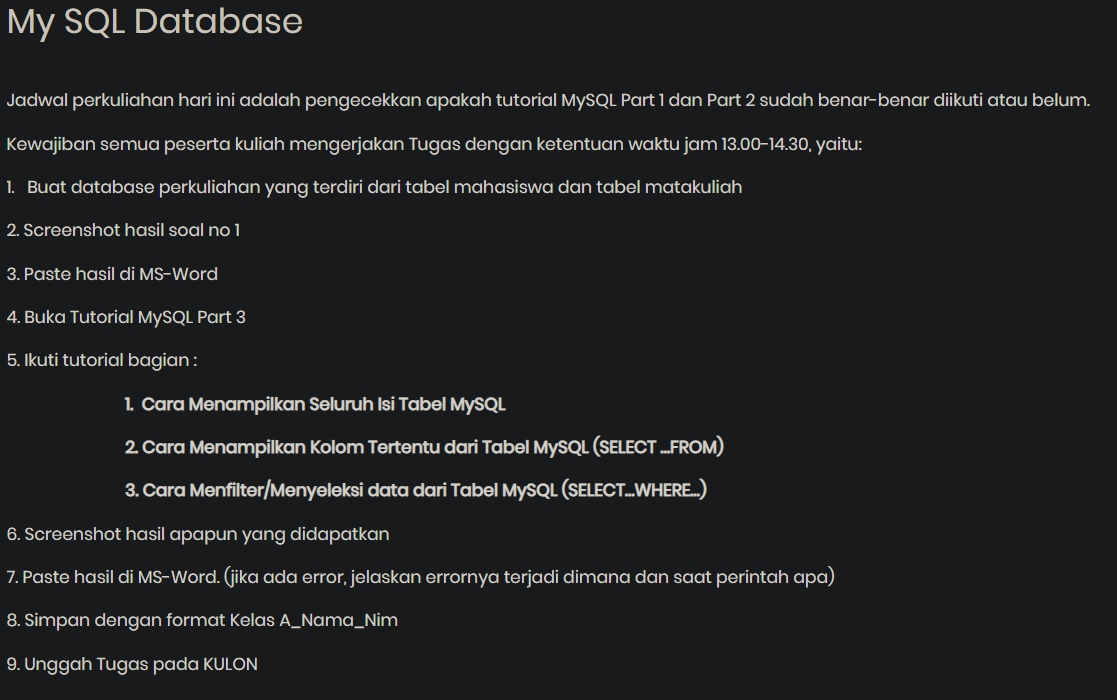 My SQL Database
Jadwal perkuliahan hari ini adalah pengecekkan apakah tutorial MySQL Part 1 dan Part 2 sudah benar-benar diikuti atau belum.
Kewajiban semua peserta kuliah mengerjakan Tugas dengan ketentuan waktu jam 13.00-14.30, yaitu:
1. Buat database perkuliahan yang terdiri dari tabel mahasiswa dan tabel matakuliah
2. Screenshot hasil soal no 1
3. Paste hasil di MS-Word
4. Buka Tutorial MySQL Part 3
5. Ikuti tutorial bagian :
1. Cara Menampilkan Seluruh Isi Tabel MySQL
2. Cara Menampilkan Kolom Tertentu dari Tabel MySQL (SELECT ...FROM)
3. Cara Menfilter/Menyeleksi data dari Tabel MySQL (SELECT...WHERE...)
6. Screenshot hasil apapun yang didapatkan
7. Paste hasil di MS-Word. (jika ada error, jelaskan errornya terjadi dimana dan saat perintah apa)
8. Simpan dengan format Kelas A_Nama_Nim
9. Unggah Tugas pada KULON